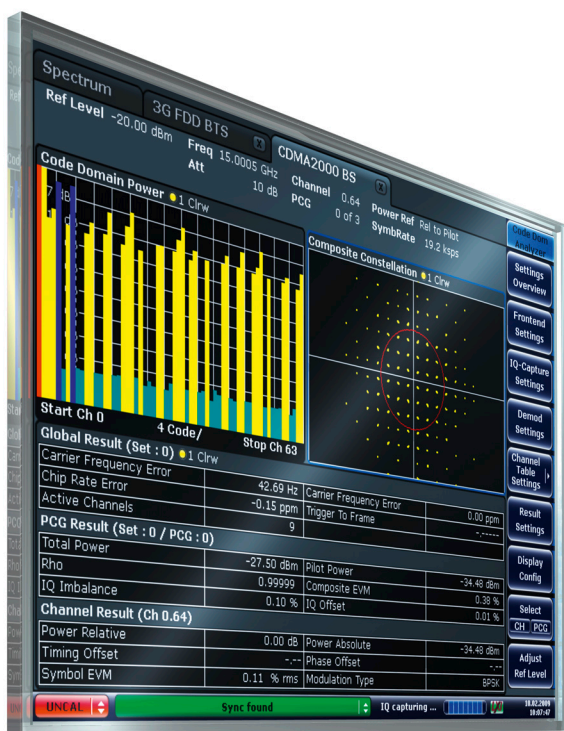 Spectrum
3G FDD BTS
CDMA2000 BS
Ref Level -20.00 dBm
Freq 15.0005 GHz
Channel 0.64
Power Ref Rel to Pilot
Att 10 dB
PCG 0 of 3
SymbRate 19.2 ksps
Code Domain Power 1 Clrw
Composite Constellation 1 Clrw
Start Ch 0
4 Code/
Stop Ch 63
Global Result (Set : 0) 1 Clrw
Carrier Frequency Error 42.69 Hz Carrier Frequency Error 0.00 ppm
Chip Rate Error -0.15 ppm Trigger To Frame -.-----
Active Channels 9
PCG Result (Set : 0 / PCG : 0)
Total Power -27.50 dBm Pilot Power -34.48 dBm
Rho 0.99999 Composite EVM 0.38 %
IQ Imbalance 0.10 % IQ Offset 0.01 %
Channel Result (Ch 0.64)
Power Relative 0.00 dB Power Absolute -34.48 dBm
Timing Offset -.-- Phase Offset -.--
Symbol EVM 0.11 % rms Modulation Type BPSK
UNCAL
Sync found
IQ capturing ...
18.02.2009
10:07:47
Code Dom
Analyzer
Settings
Overview
Frontend
Settings
IQ-Capture
Settings
Demod
Settings
Channel
Table
Settings
Result
Settings
Display
Config
Select
CH PCG
Adjust
Ref Level